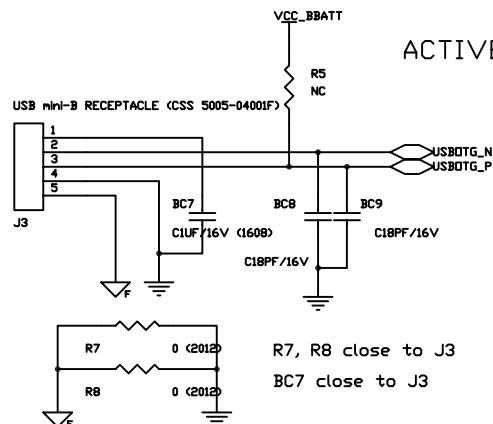 VCC_BBATT
ACTIVE
R5
NC
USB mini-B RECEPTACLE (CSS 5005-04001F)
1
2
3
4
5
J3
USBOTG_N
USBOTG_P
BC7
C1UF/16V (1608)
BC8
C18PF/16V
BC9
C18PF/16V
F
R7
0 (2012)
R8
0 (2012)
F
R7, R8 close to J3
BC7 close to J3